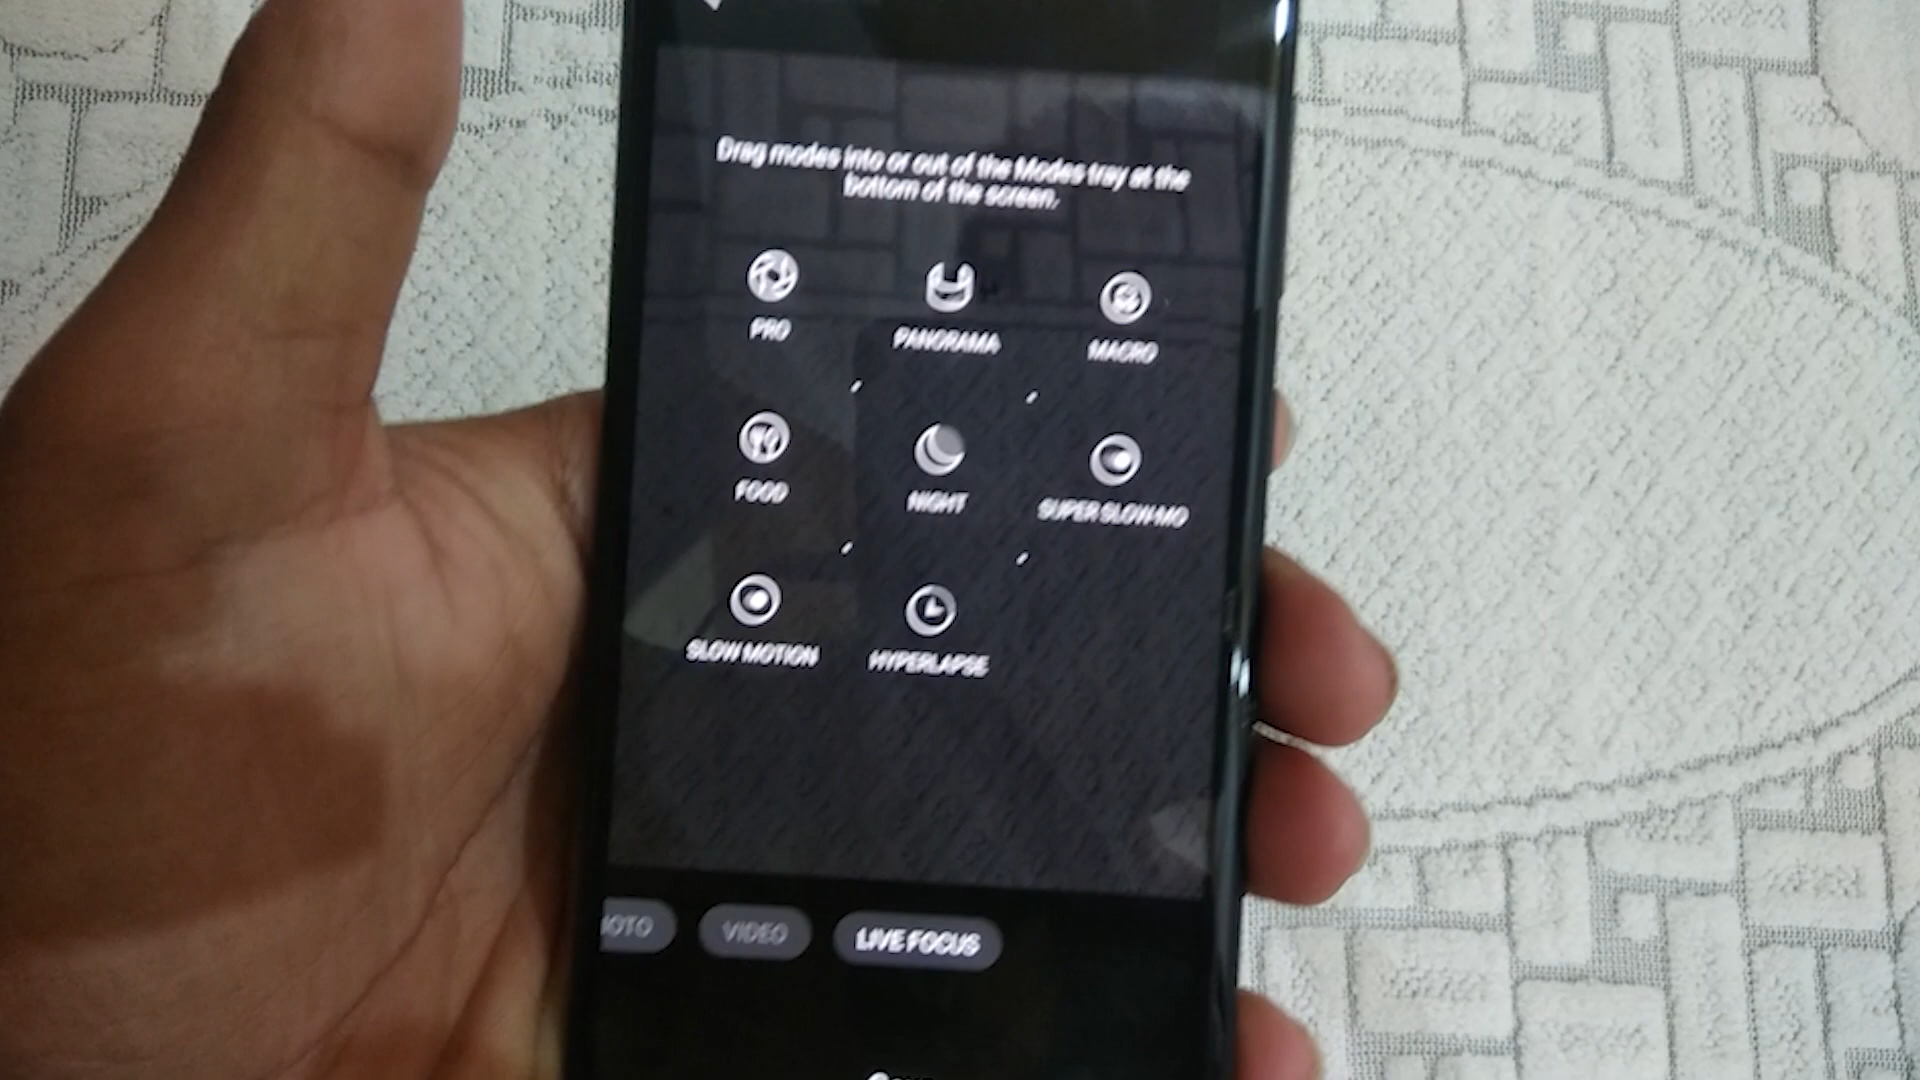 Drag modes into or out of the Modes tray at the
bottom of the screen.
PRO
PANORAMA
MACRO
FOOD
NIGHT
SUPER SLOW-MO
SLOW MOTION
HYPERLAPSE
OTO
VIDEO
LIVE FOCUS